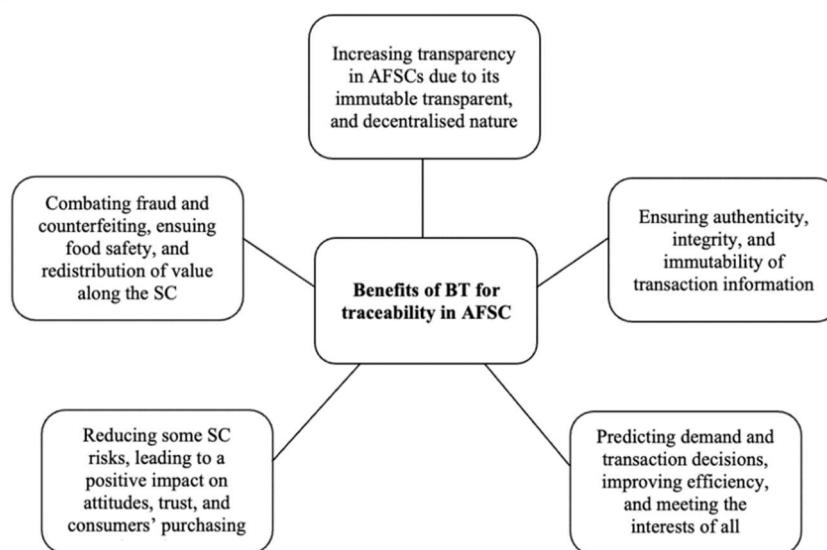 Increasing transparency
in AFSCs due to its
immutable transparent,
and decentralised nature
Combating fraud and
counterfeiting, ensuing
food safety, and
redistribution of value
along the SC
Ensuring authenticity,
integrity, and
immutability of
transaction information
Benefits of BT for
traceability in AFSC
Reducing some SC
risks, leading to a
positive impact on
attitudes, trust, and
consumers’ purchasing
Predicting demand and
transaction decisions,
improving efficiency,
and meeting the
interests of all